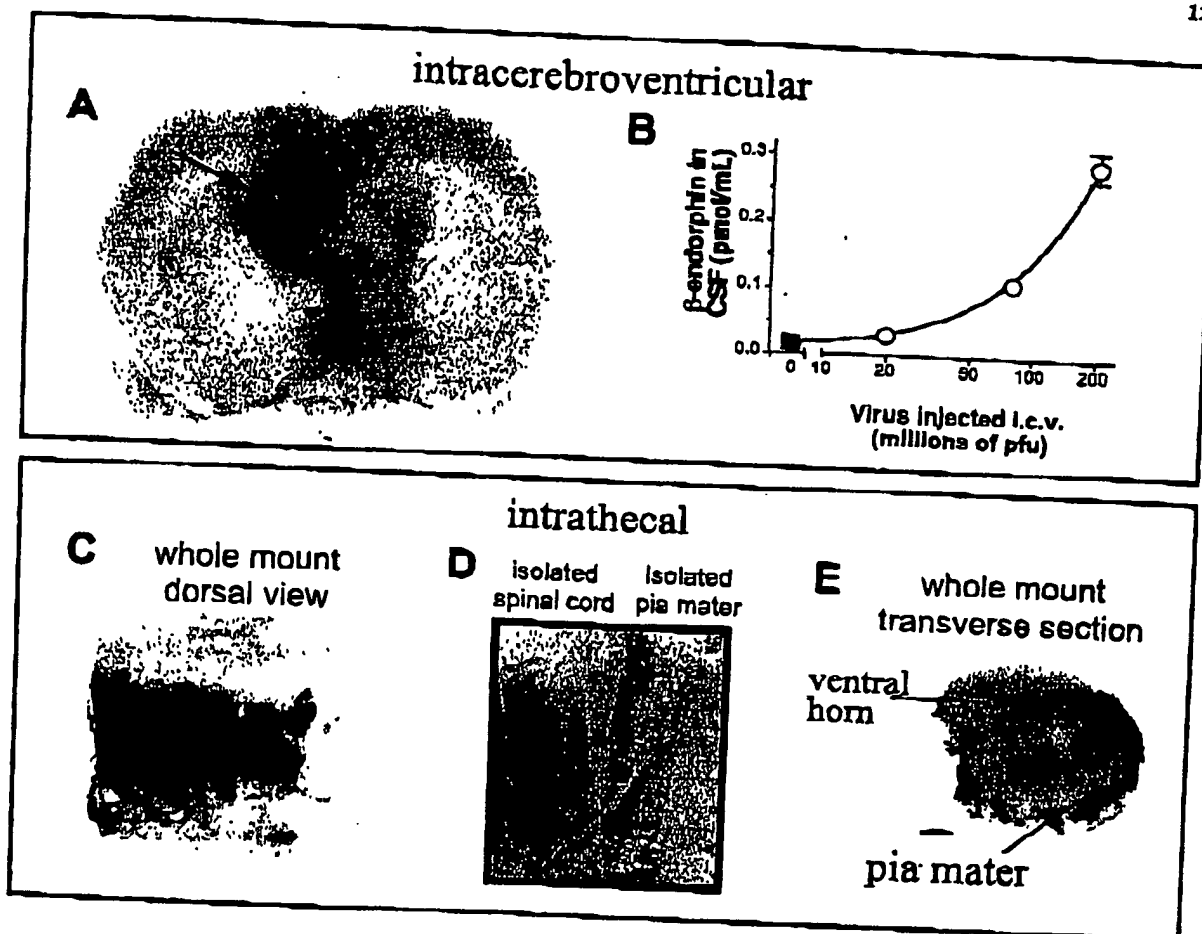 intracerebroventricular
A
B
β-endorphin in
CSF (pmol/mL)
0.3
0.2
0.1
0.0
0 10 20 50 100 200
Virus injected i.c.v.
(millions of pfu)
intrathecal
C
whole mount
dorsal view
D
isolated
spinal cord
isolated
pia mater
E
whole mount
transverse section
ventral
horn
pia mater